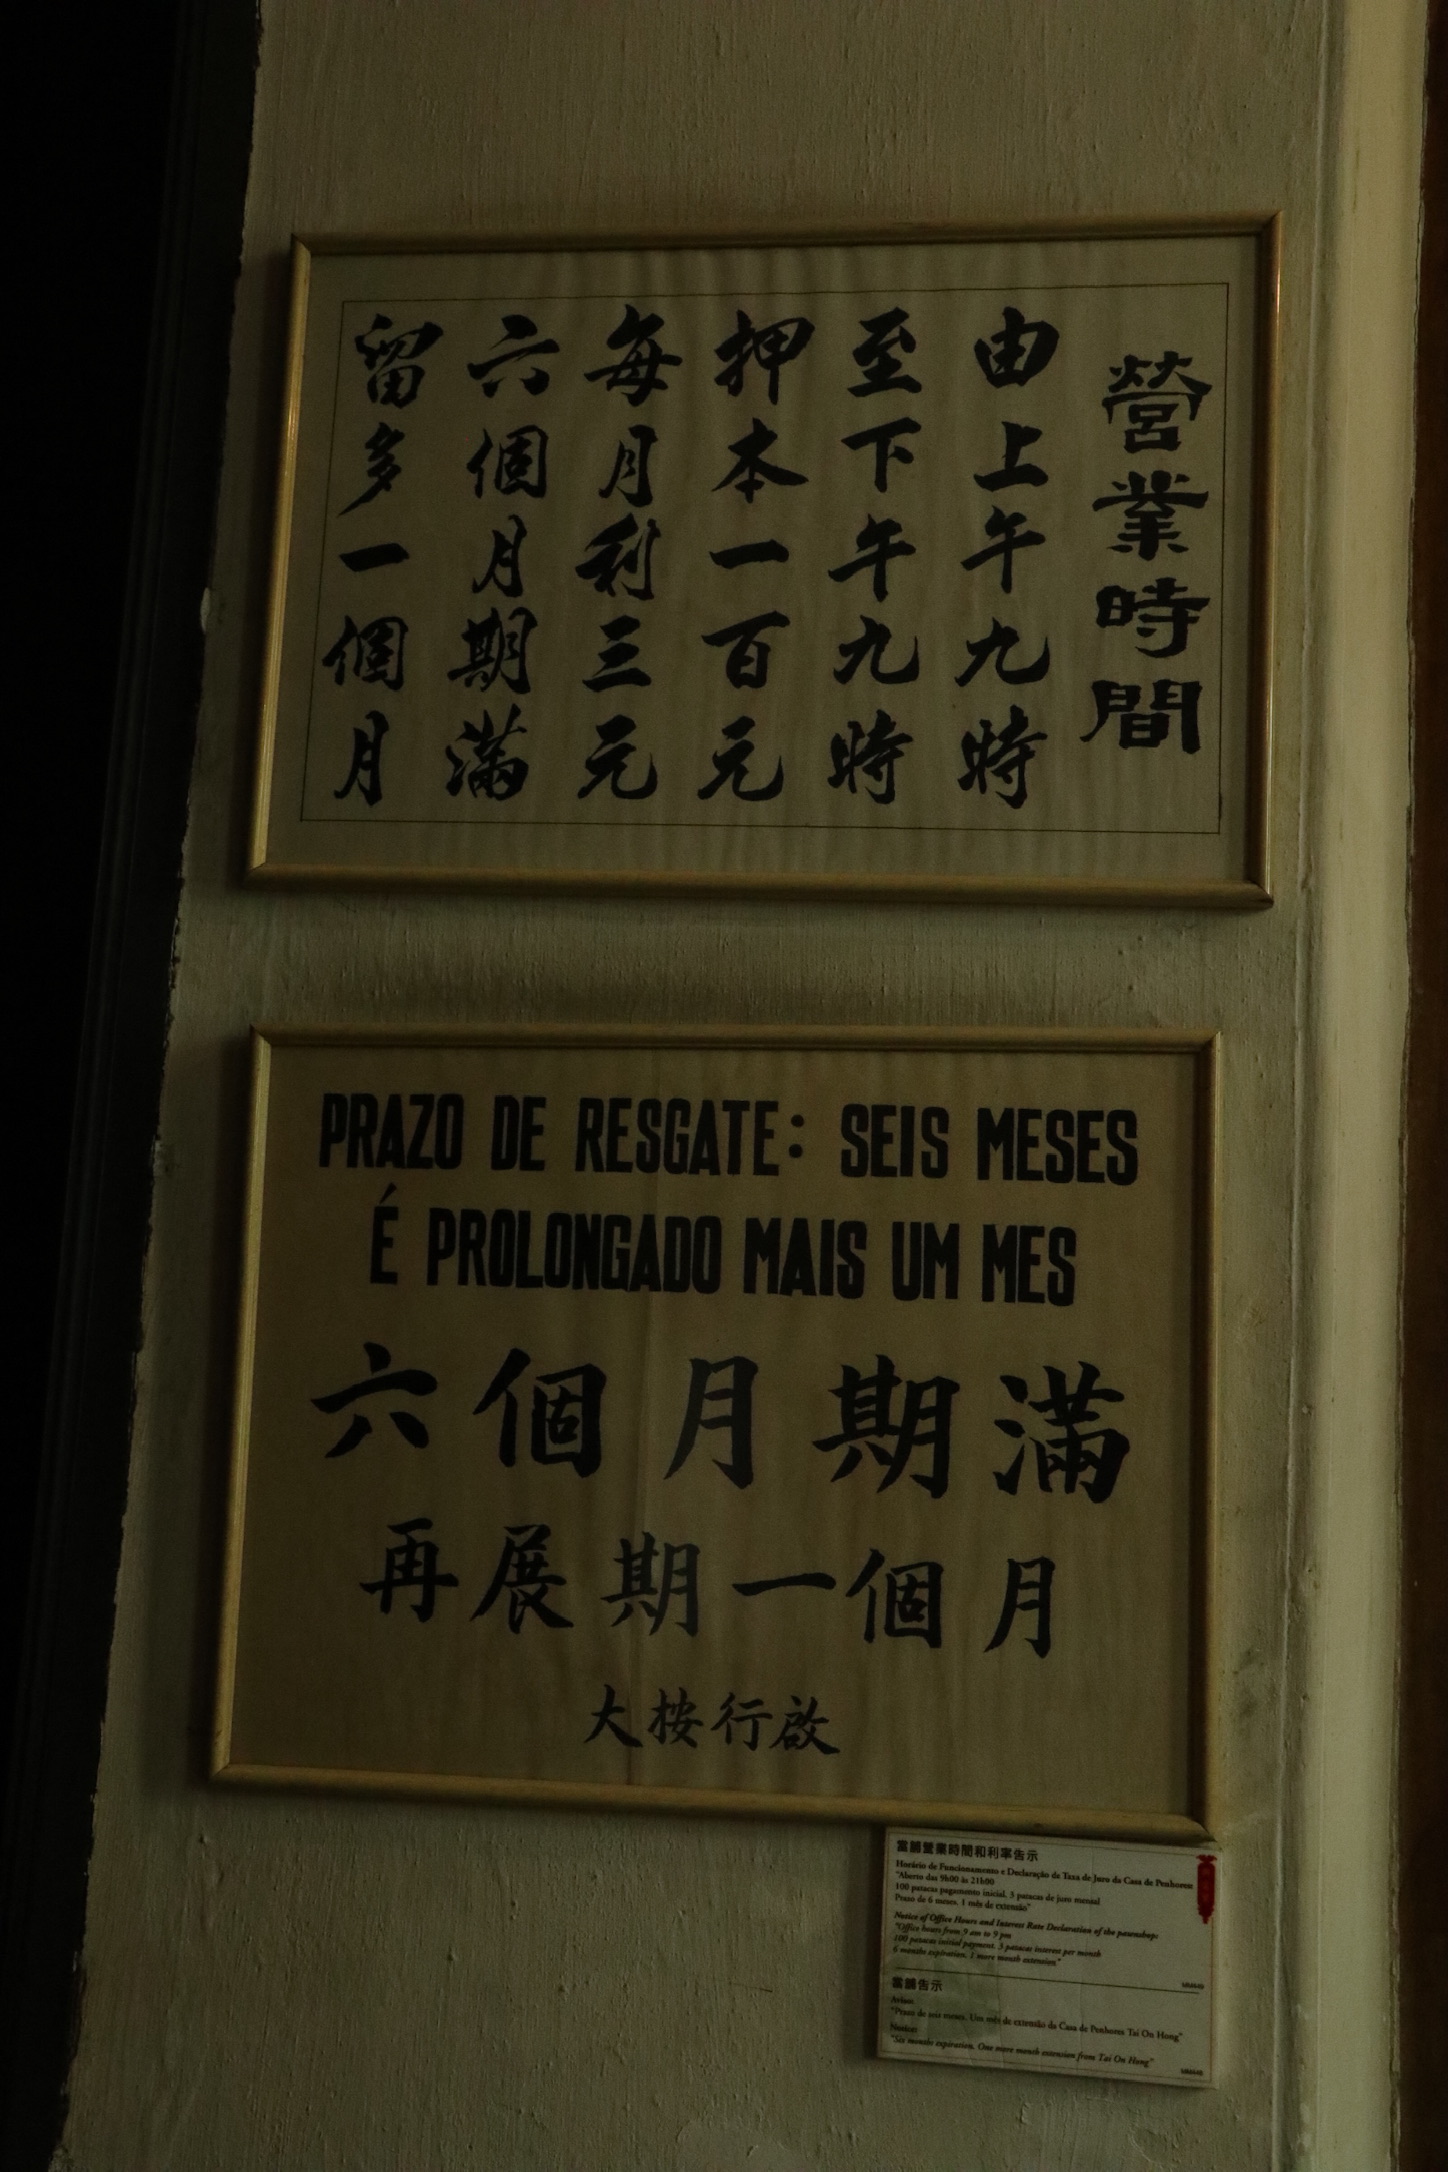 營業時間
由上午九時
至下午九時
押本一百元
每月利三元
六個月期滿
留多一個月
PRAZO DE RESGATE: SEIS MESES
É PROLONGADO MAIS UM MES
六個月期滿
再展期一個月
大按行啟
當舖營業時間和利率告示
Horário de Funcionamento e Declaração da Taxa de Juro da Casa de Penhores:
"Aberto das 9h00 às 21h00
100 patacas pagamento inicial. 3 patacas de juro mensal
Prazo de 6 meses. 1 mês de extensão"
Notice of Office Hours and Interest Rate Declaration of the pawnshop:
"Office hours from 9 am to 9 pm
100 patacas initial payment. 3 patacas interest per month
6 months expiration. 1 more month extension"
當舖告示
Aviso:
"Prazo de seis meses. Um mês de extensão da Casa de Penhores Tai On Hong"
Notice:
"Six months expiration. One more month extension from Tai On Hong"